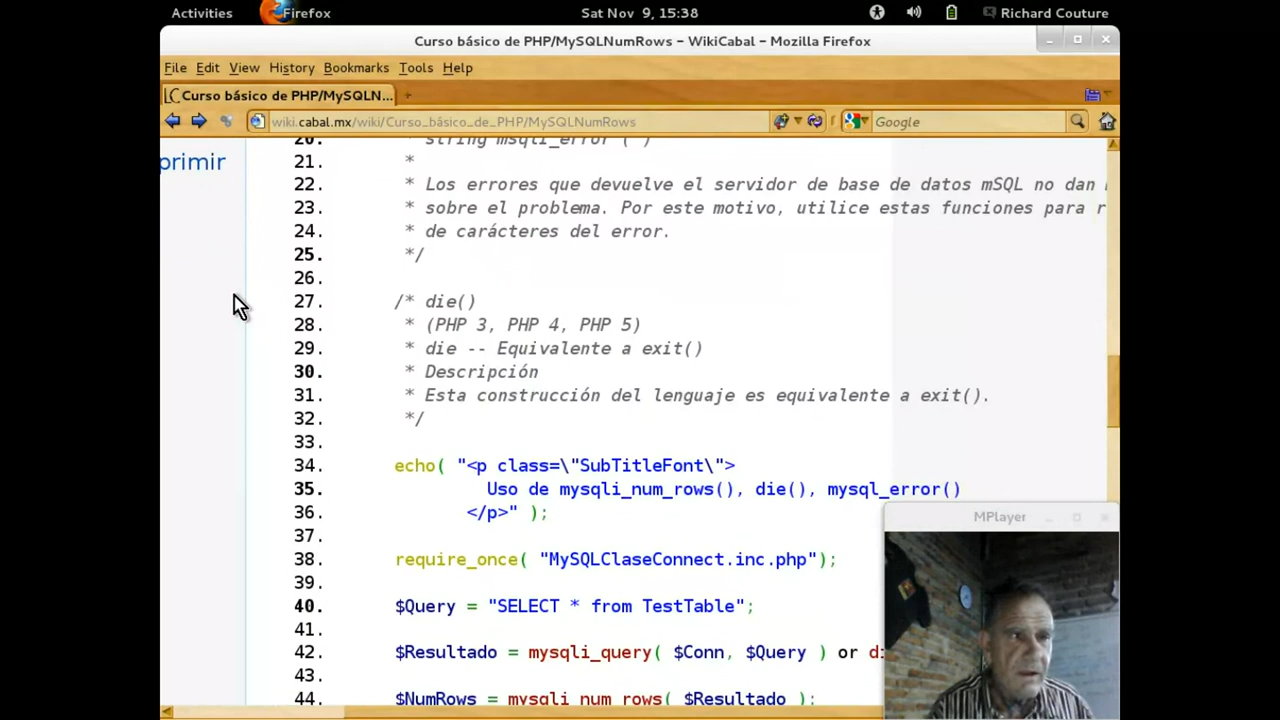 Activities Firefox Sat Nov 9, 15:38 Richard Couture
Curso básico de PHP/MySQLNumRows – WikiCabal – Mozilla Firefox
File Edit View History Bookmarks Tools Help
Curso básico de PHP/MySQLN...
wiki.cabal.mx/wiki/Curso_básico_de_PHP/MySQLNumRows Google
primir
20. string msqli_error ( )
21. *
22. * Los errores que devuelve el servidor de base de datos mSQL no dan
23. * sobre el problema. Por este motivo, utilice estas funciones para r
24. * de carácteres del error.
25. */
26.
27. /* die()
28. * (PHP 3, PHP 4, PHP 5)
29. * die -- Equivalente a exit()
30. * Descripción
31. * Esta construcción del lenguaje es equivalente a exit().
32. */
33.
34. echo( "<p class=\"SubTitleFont\">
35. Uso de mysqli_num_rows(), die(), mysql_error()
36. </p>" );
37.
38. require_once( "MySQLClaseConnect.inc.php");
39.
40. $Query = "SELECT * from TestTable";
41.
42. $Resultado = mysqli_query( $Conn, $Query ) or di
43.
44. $NumRows = mysqli_num_rows( $Resultado );
MPlayer